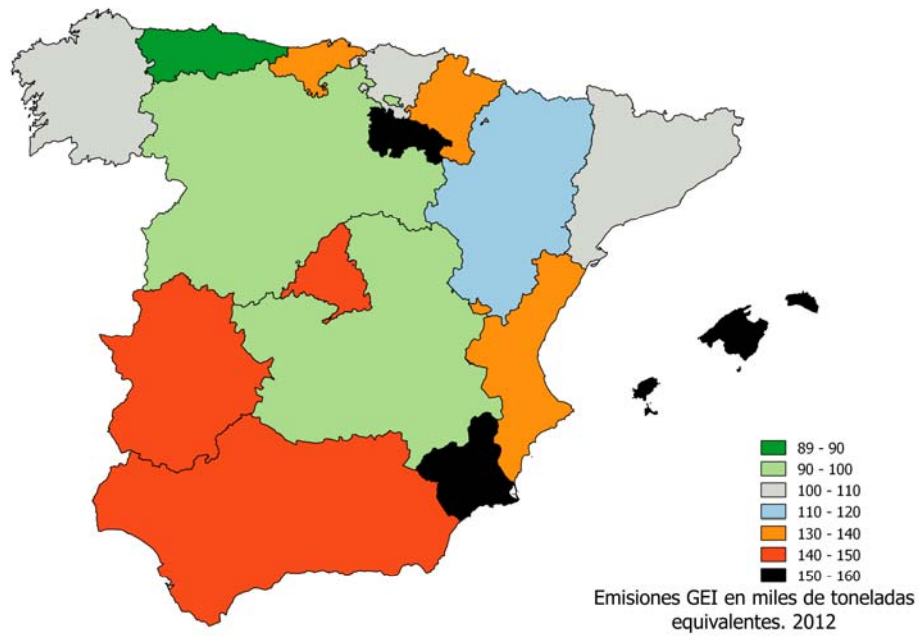 89 - 90
90 - 100
100 - 110
110 - 120
130 - 140
140 - 150
150 - 160
Emisiones GEI en miles de toneladas
equivalentes. 2012